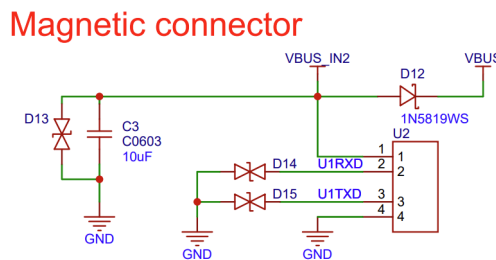 Magnetic connector
VBUS_IN2
VBUS
D12
D13
C3
C0603
10uF
1N5819WS
U2
D14
U1RXD
1
1
2
2
D15
U1TXD
3
3
4
4
GND
GND
GND